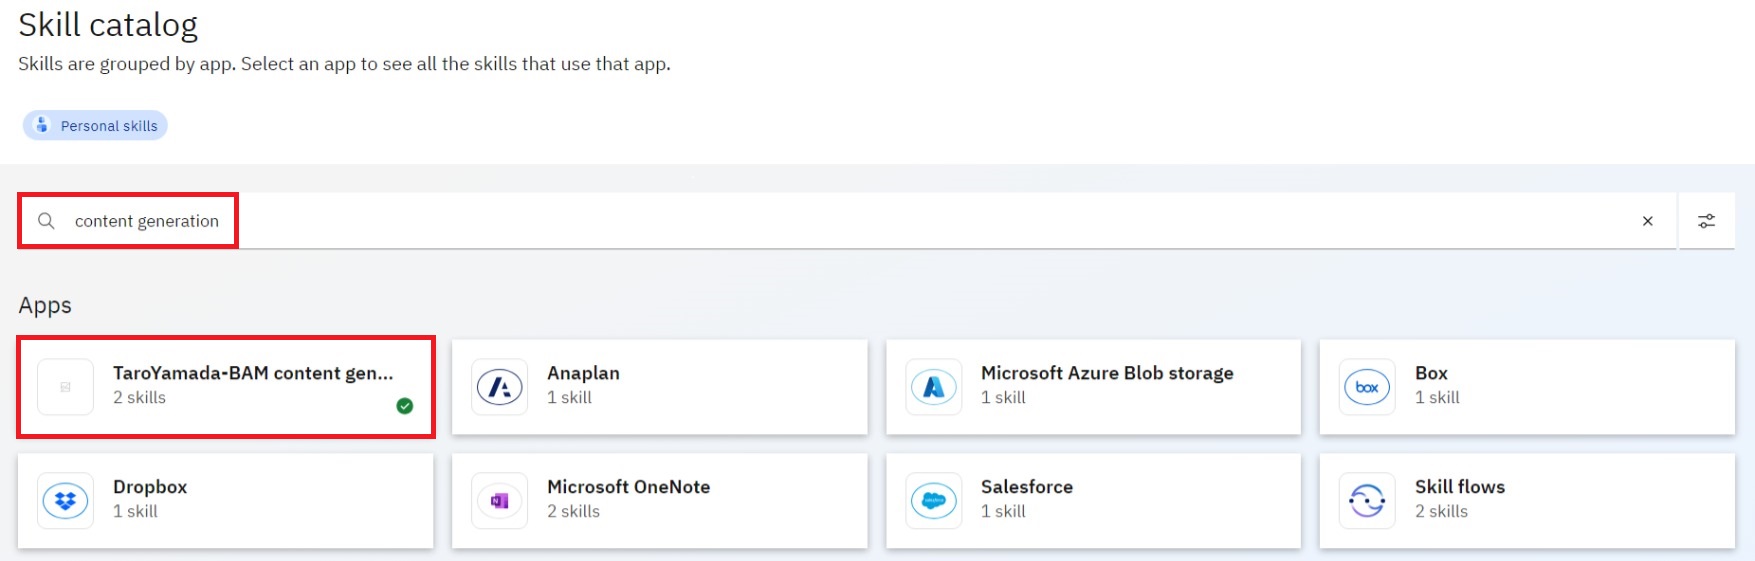 Skill catalog
Skills are grouped by app. Select an app to see all the skills that use that app.
Personal skills
content generation
Apps
TaroYamada-BAM content gen...
2 skills
Anaplan
1 skill
Microsoft Azure Blob storage
1 skill
box
Box
1 skill
Dropbox
1 skill
N
Microsoft OneNote
2 skills
salesforce
Salesforce
1 skill
Skill flows
2 skills